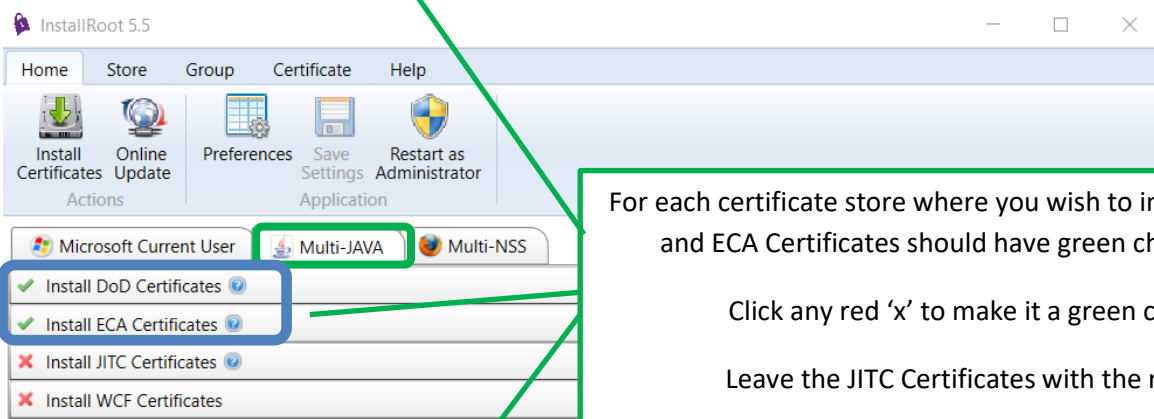 InstallRoot 5.5
Home Store Group Certificate Help
Install Certificates
Online Update
Preferences
Save Settings
Restart as Administrator
Actions
Application
Microsoft Current User
Multi-JAVA
Multi-NSS
Install DoD Certificates
Install ECA Certificates
Install JITC Certificates
Install WCF Certificates
For each certificate store where you wish to
and ECA Certificates should have green
Click any red ‘x’ to make it a green
Leave the JITC Certificates with the